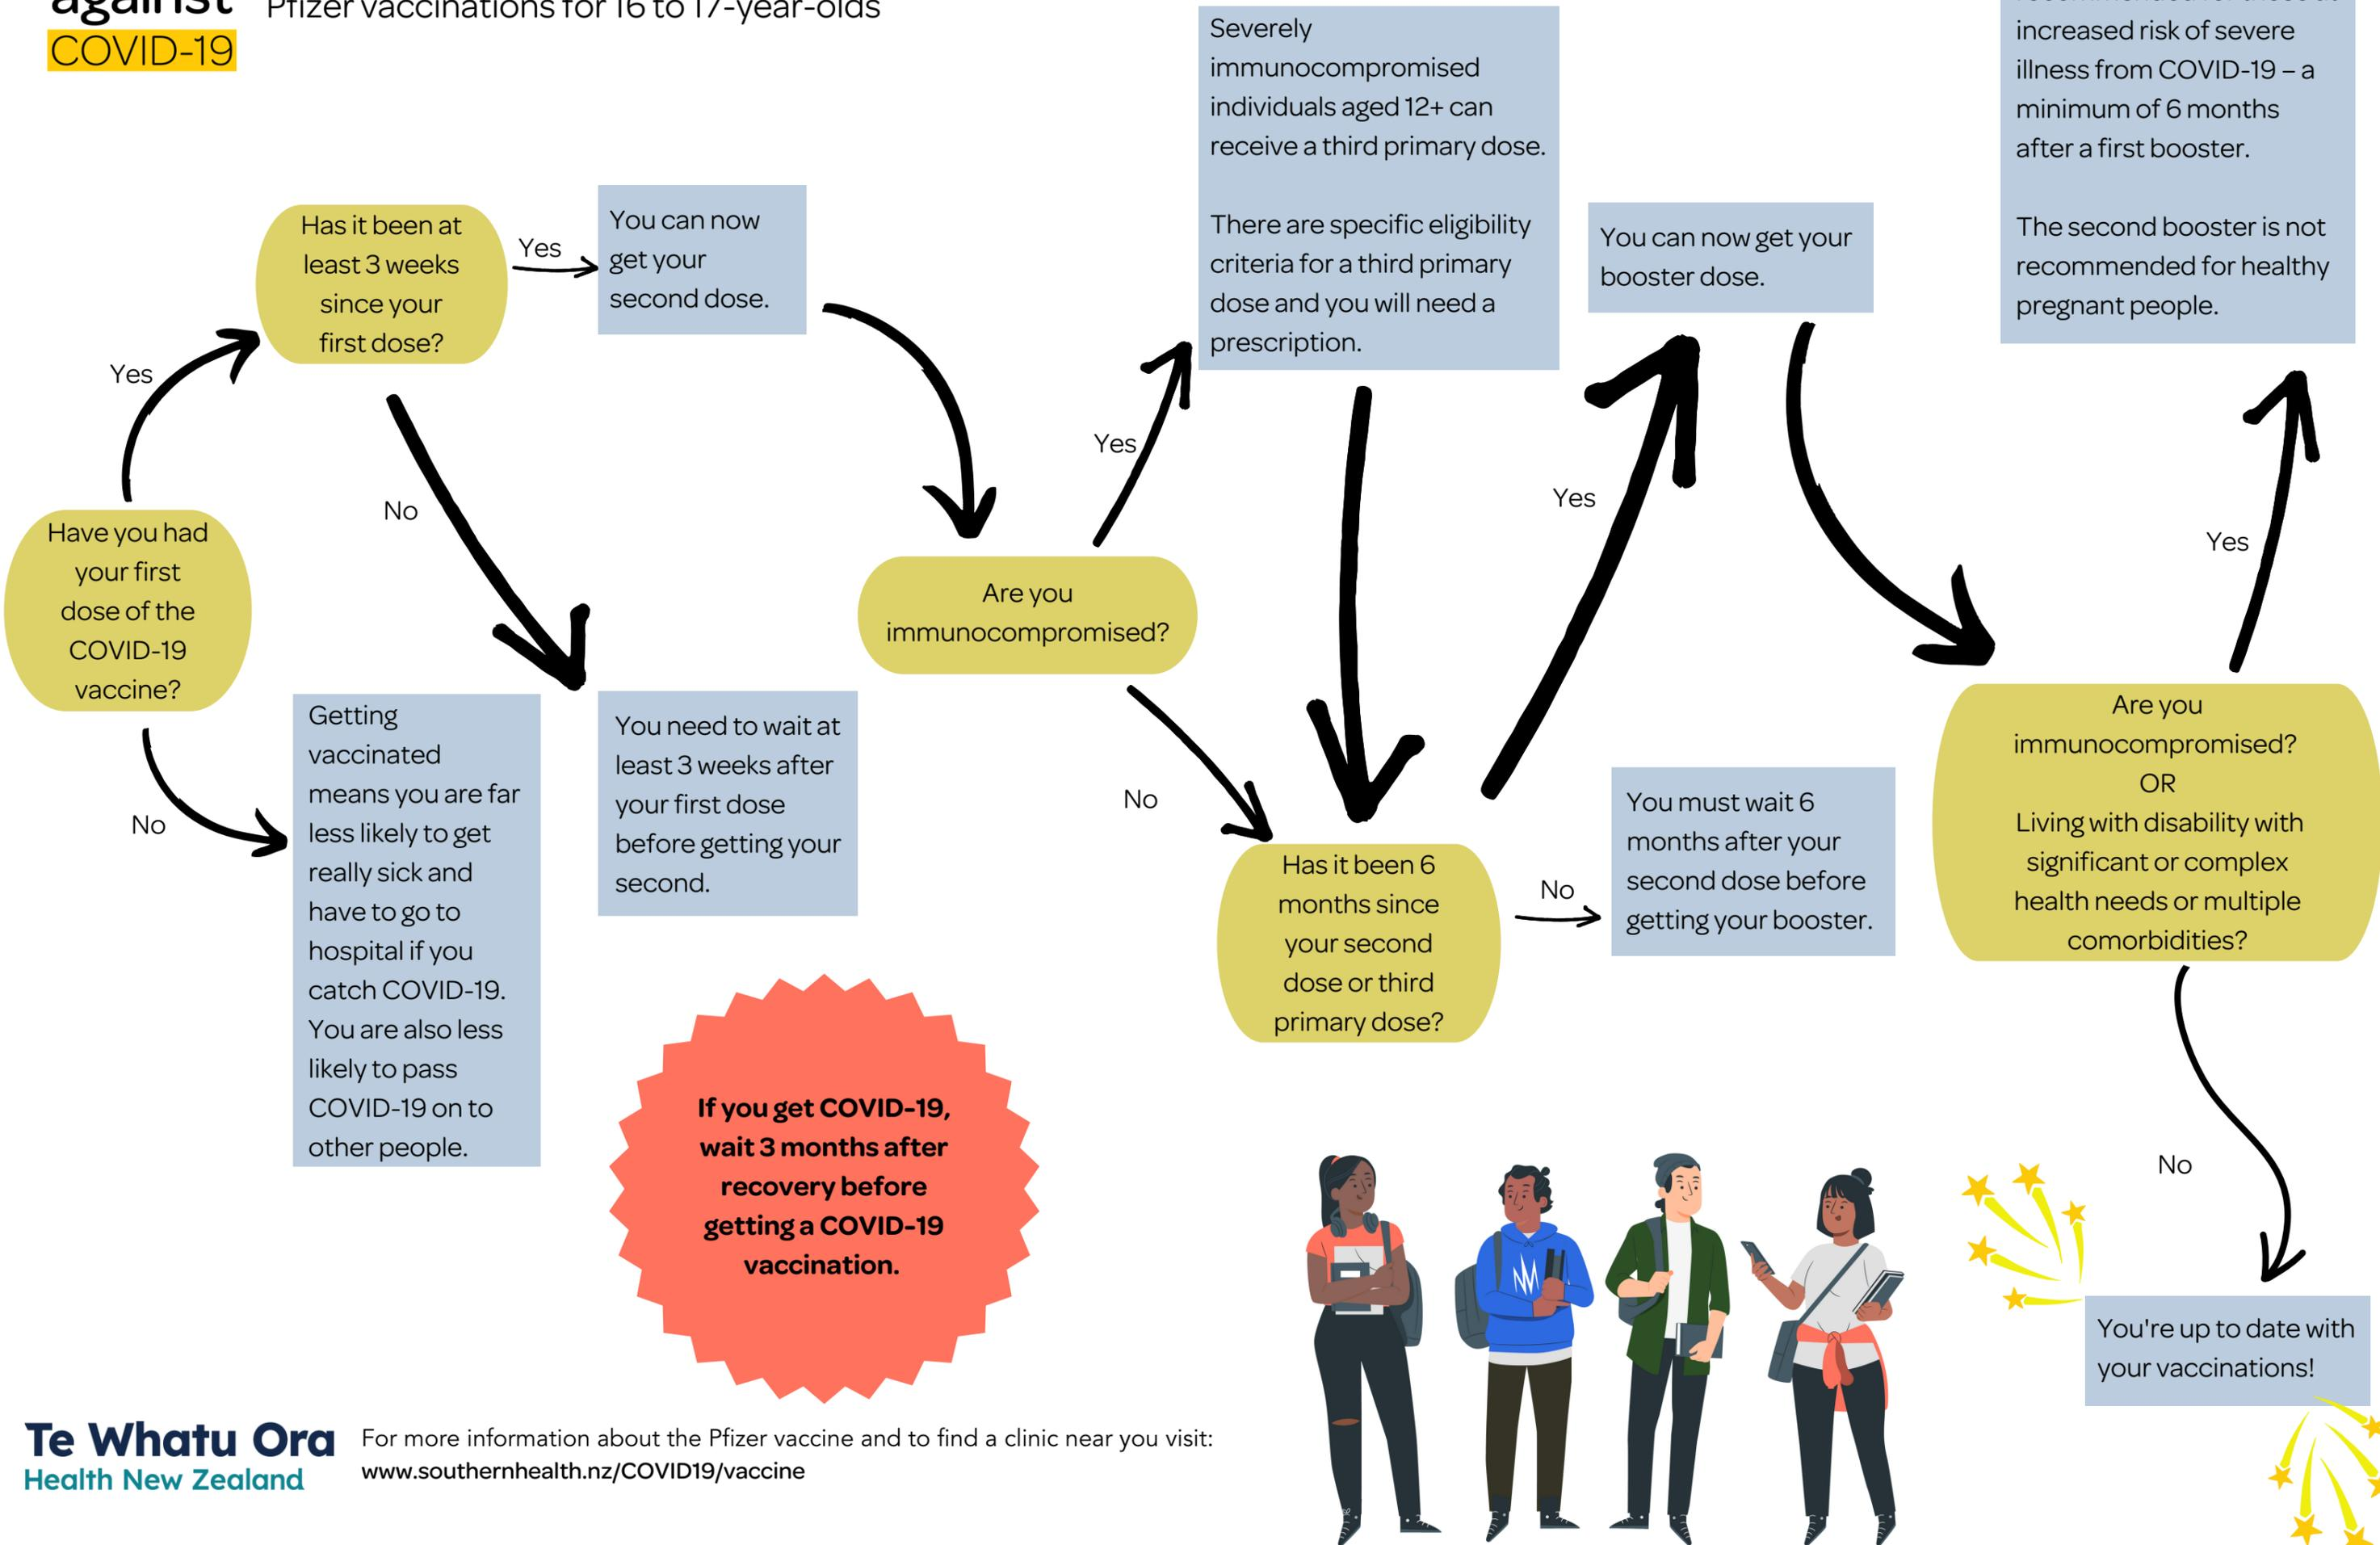 against
COVID-19
Pfizer vaccinations for 16 to 17-year-olds
Have you had
your first
dose of the
COVID-19
vaccine?
Yes
No
Has it been at
least 3 weeks
since your
first dose?
Yes
No
You can now
get your
second dose.
Getting
vaccinated
means you are far
less likely to get
really sick and
have to go to
hospital if you
catch COVID-19.
You are also less
likely to pass
COVID-19 on to
other people.
You need to wait at
least 3 weeks after
your first dose
before getting your
second.
Are you
immunocompromised?
Yes
No
Severely
immunocompromised
individuals aged 12+ can
receive a third primary dose.
There are specific eligibility
criteria for a third primary
dose and you will need a
prescription.
Has it been 6
months since
your second
dose or third
primary dose?
Yes
No
You can now get your
booster dose.
You must wait 6
months after your
second dose before
getting your booster.
Are you
immunocompromised?
OR
Living with disability with
significant or complex
health needs or multiple
comorbidities?
Yes
No
increased risk of severe
illness from COVID-19 – a
minimum of 6 months
after a first booster.
The second booster is not
recommended for healthy
pregnant people.
You're up to date with
your vaccinations!
If you get COVID-19,
wait 3 months after
recovery before
getting a COVID-19
vaccination.
Te Whatu Ora
Health New Zealand
For more information about the Pfizer vaccine and to find a clinic near you visit:
www.southernhealth.nz/COVID19/vaccine